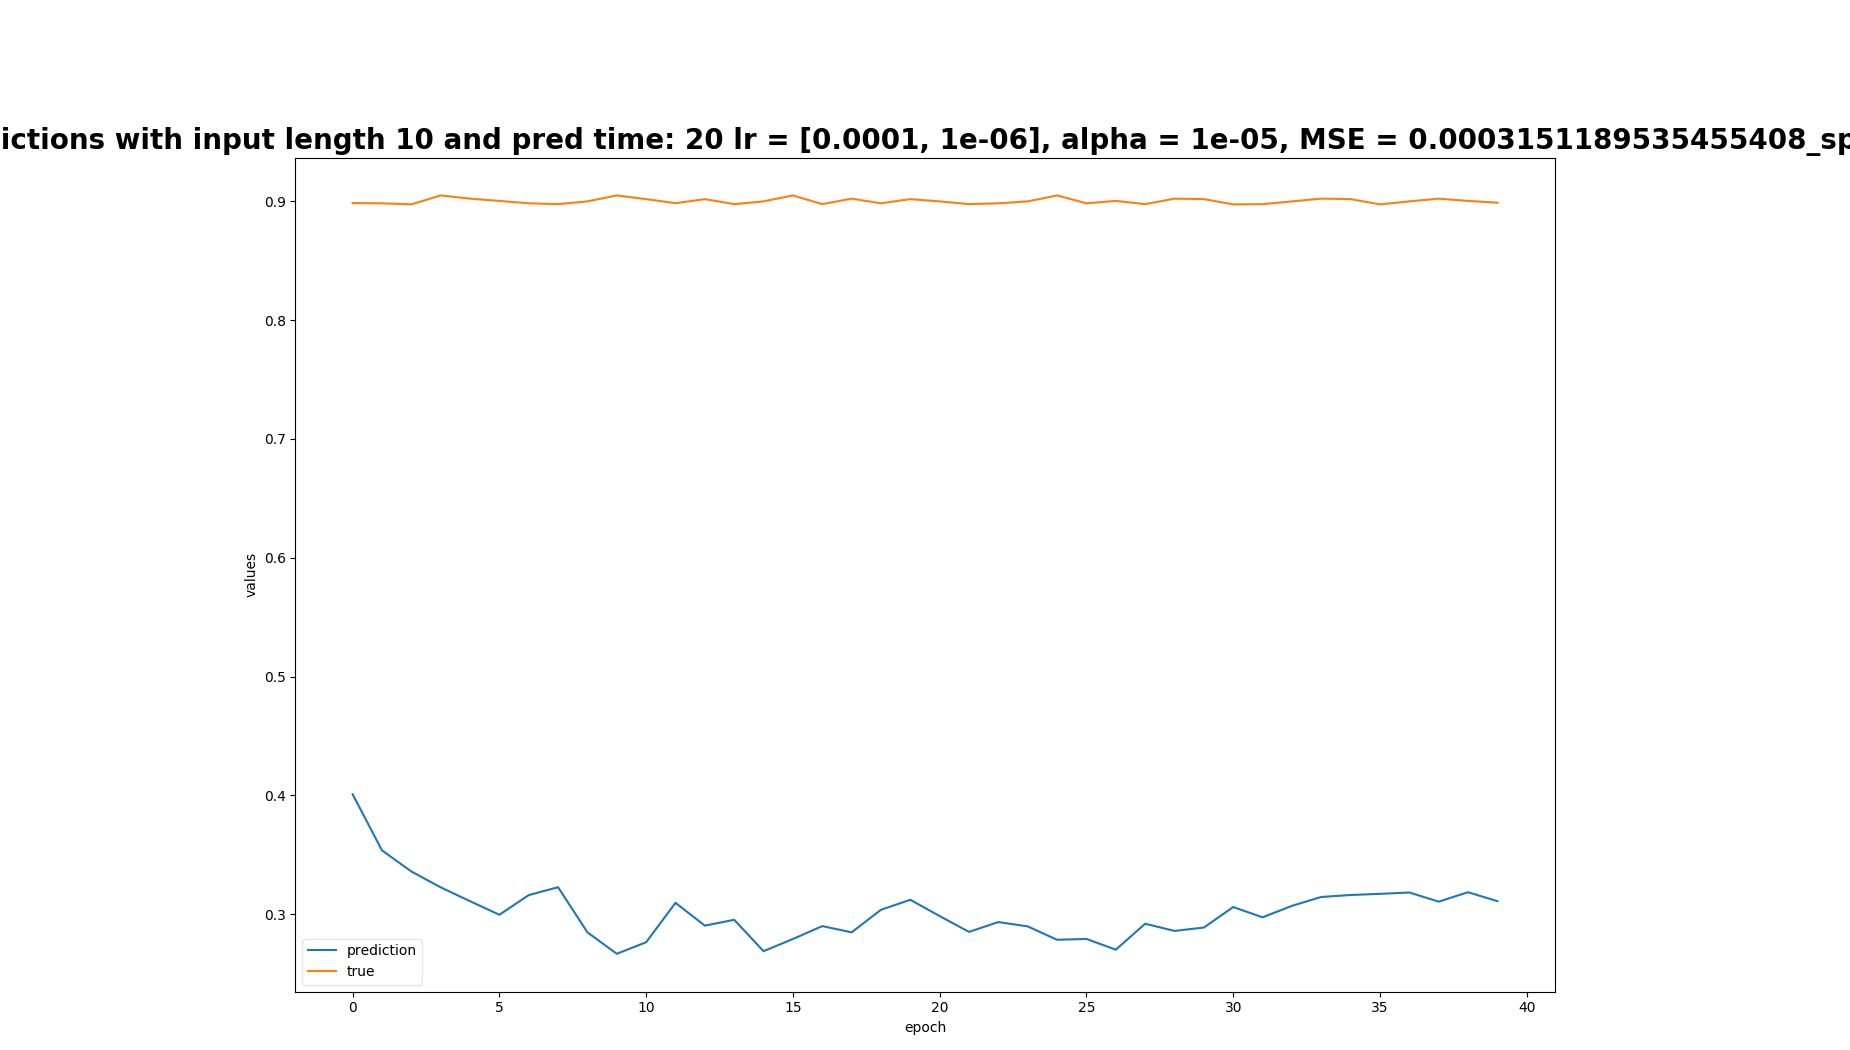 ictions with input length 10 and pred time: 20 lr = [0.0001, 1e-06], alpha = 1e-05, MSE = 0.0003151189535455408_sp
0.9
0.8
0.7
0.6
0.5
0.4
0.3
values
prediction
true
0 5 10 15 20 25 30 35 40
epoch